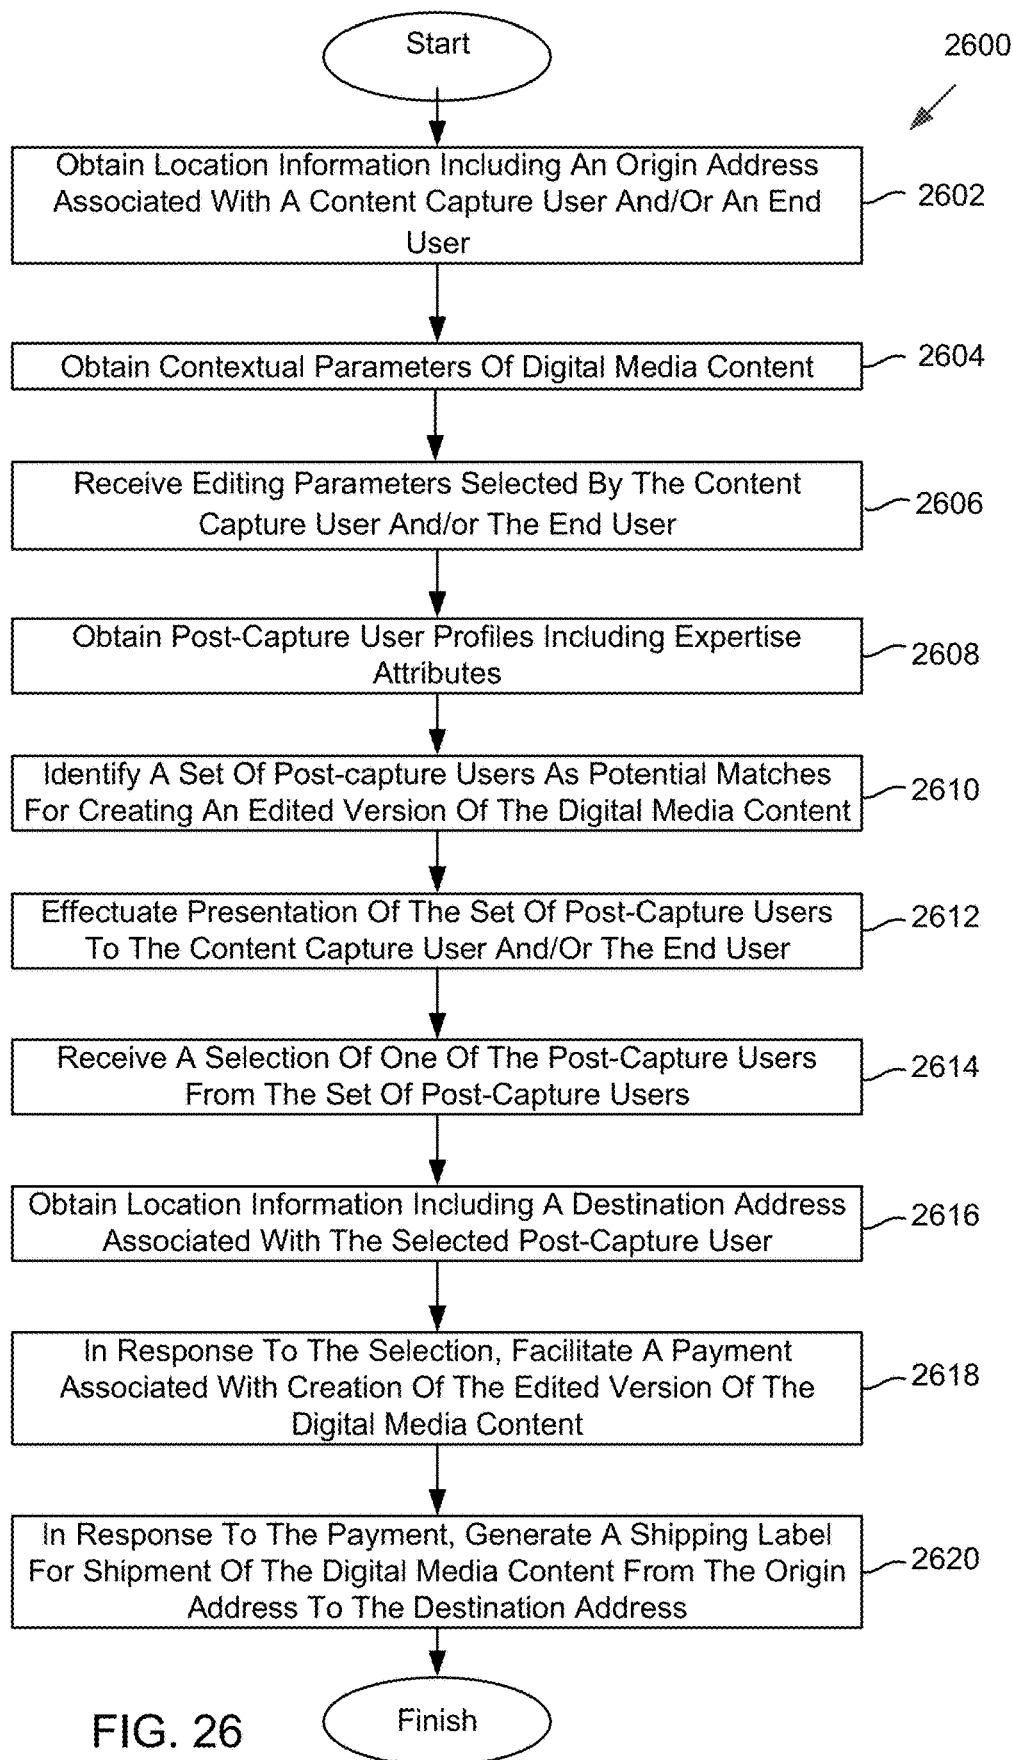 Start
2600
Obtain Location Information Including An Origin Address
Associated With A Content Capture User And/Or An End
User
2602
Obtain Contextual Parameters Of Digital Media Content
2604
Receive Editing Parameters Selected By The Content
Capture User And/or The End User
2606
Obtain Post-Capture User Profiles Including Expertise
Attributes
2608
Identify A Set Of Post-capture Users As Potential Matches
For Creating An Edited Version Of The Digital Media Content
2610
Effectuate Presentation Of The Set Of Post-Capture Users
To The Content Capture User And/Or The End User
2612
Receive A Selection Of One Of The Post-Capture Users
From The Set Of Post-Capture Users
2614
Obtain Location Information Including A Destination Address
Associated With The Selected Post-Capture User
2616
In Response To The Selection, Facilitate A Payment
Associated With Creation Of The Edited Version Of The
Digital Media Content
2618
In Response To The Payment, Generate A Shipping Label
For Shipment Of The Digital Media Content From The Origin
Address To The Destination Address
2620
Finish
FIG. 26